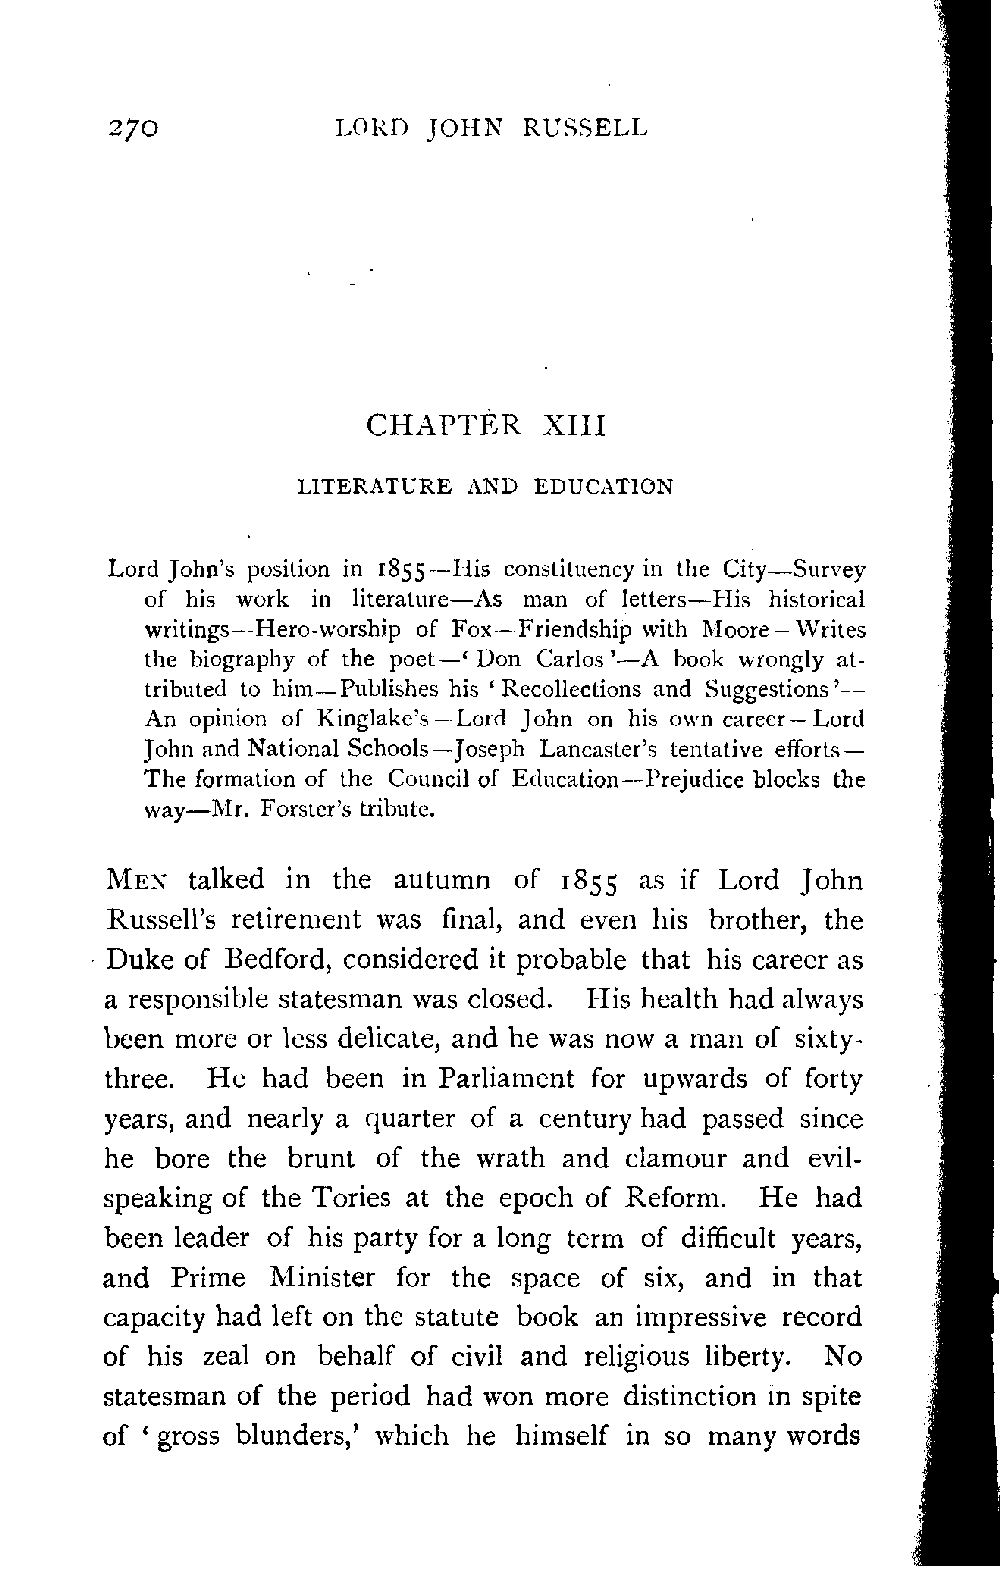 270 LORD JOHN RUSSELL
CHAPTER XIII
LITERATURE AND EDUCATION
Lord John's position in 1855—His constituency in the City—Survey
of his work in literature—As man of letters—His historical
writings—Hero-worship of Fox—Friendship with Moore—Writes
the biography of the poet—‘Don Carlos’—A book wrongly at-
tributed to him—Publishes his ‘Recollections and Suggestions’—
An opinion of Kinglake's—Lord John on his own career—Lord
John and National Schools—Joseph Lancaster's tentative efforts—
The formation of the Council of Education—Prejudice blocks the
way—Mr. Forster's tribute.
MEN talked in the autumn of 1855 as if Lord John
Russell's retirement was final, and even his brother, the
Duke of Bedford, considered it probable that his career as
a responsible statesman was closed. His health had always
been more or less delicate, and he was now a man of sixty-
three. He had been in Parliament for upwards of forty
years, and nearly a quarter of a century had passed since
he bore the brunt of the wrath and clamour and evil-
speaking of the Tories at the epoch of Reform. He had
been leader of his party for a long term of difficult years,
and Prime Minister for the space of six, and in that
capacity had left on the statute book an impressive record
of his zeal on behalf of civil and religious liberty. No
statesman of the period had won more distinction in spite
of ‘gross blunders,’ which he himself in so many words